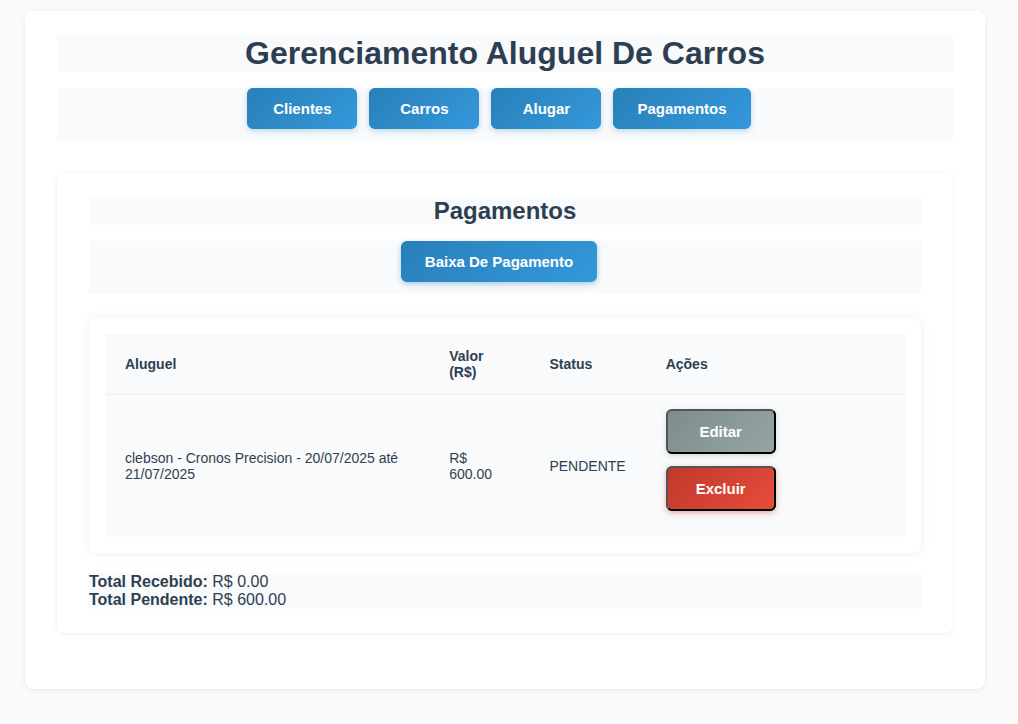 Gerenciamento Aluguel De Carros
Clientes
Carros
Alugar
Pagamentos
Pagamentos
Baixa De Pagamento
Aluguel
Valor
(R$)
Status
Ações
clebson - Cronos Precision - 20/07/2025 até
21/07/2025
R$
600.00
PENDENTE
Editar
Excluir
Total Recebido: R$ 0.00
Total Pendente: R$ 600.00